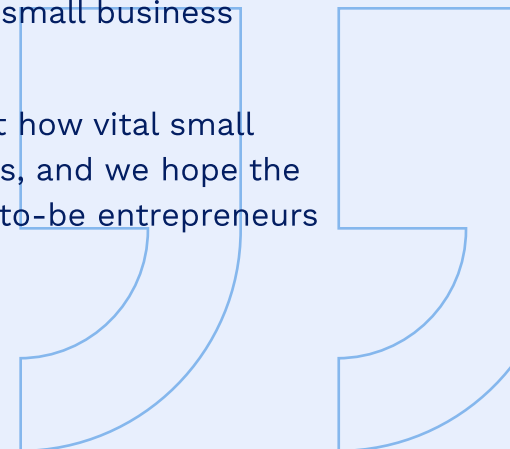 small business
how vital small
and we hope the
to-be entrepreneurs